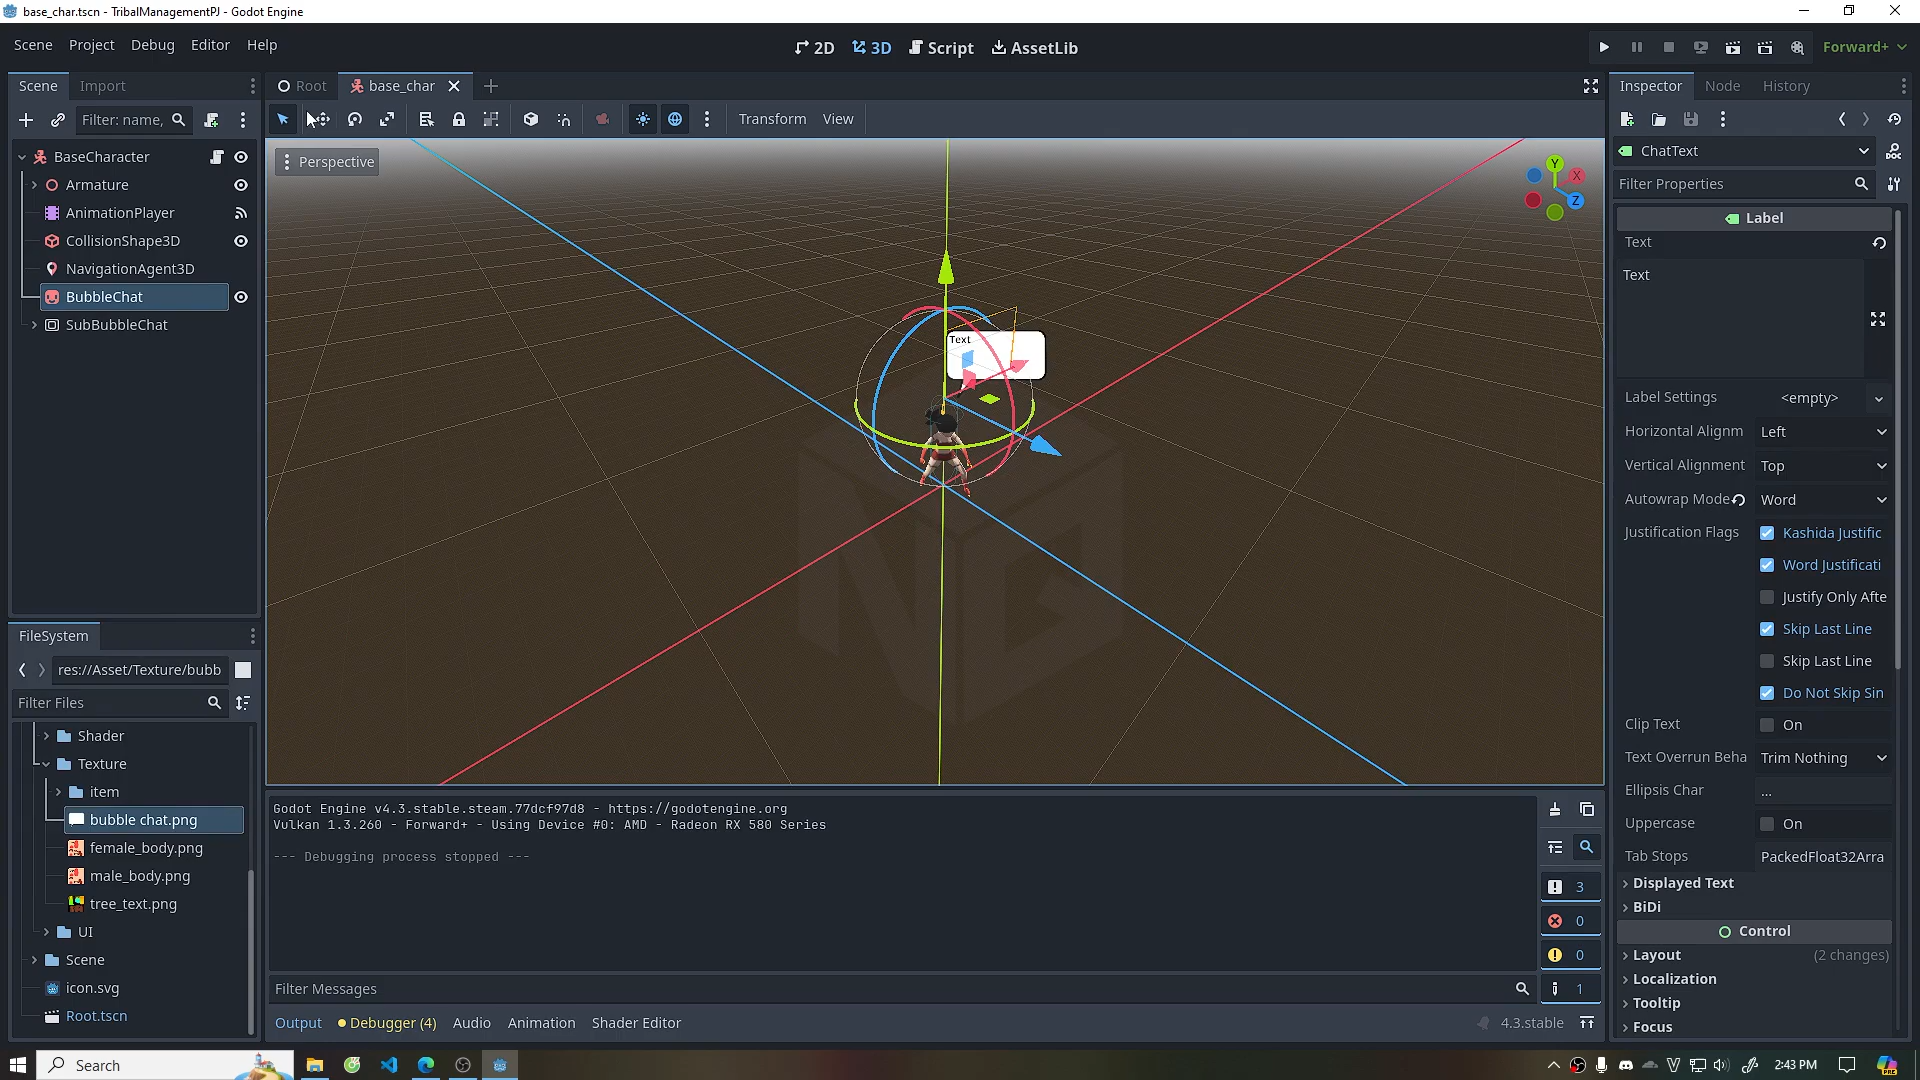 base_char.tscn - TribalManagementPJ - Godot Engine
Scene Project Debug Editor Help
2D 3D Script AssetLib
Forward+
Scene Import
Root base_char
Inspector Node History
Filter: name,
Transform View
ChatText
BaseCharacter
Perspective
Filter Properties
Armature
AnimationPlayer
CollisionShape3D
NavigationAgent3D
BubbleChat
SubBubbleChat
Y
X
Z
Text
Label
Text
Text
Label Settings <empty>
Horizontal Alignm Left
Vertical Alignment Top
Autowrap Mode Word
Justification Flags Kashida Justific
Word Justificati
Justify Only Afte
Skip Last Line
Skip Last Line
Do Not Skip Sin
Clip Text On
Text Overrun Beha Trim Nothing
Ellipsis Char ...
Uppercase On
Tab Stops PackedFloat32Arra
Displayed Text
BiDi
Control
Layout (2 changes)
Localization
Tooltip
Focus
FileSystem
res://Asset/Texture/bubb
Filter Files
Shader
Texture
item
bubble chat.png
female_body.png
male_body.png
tree_text.png
UI
Scene
icon.svg
Root.tscn
Godot Engine v4.3.stable.steam.77dcf97d8 - https://godotengine.org
Vulkan 1.3.260 - Forward+ - Using Device #0: AMD - Radeon RX 580 Series
--- Debugging process stopped ---
3
0
0
1
Filter Messages
Output Debugger (4) Audio Animation Shader Editor
4.3.stable
Search
2:43 PM